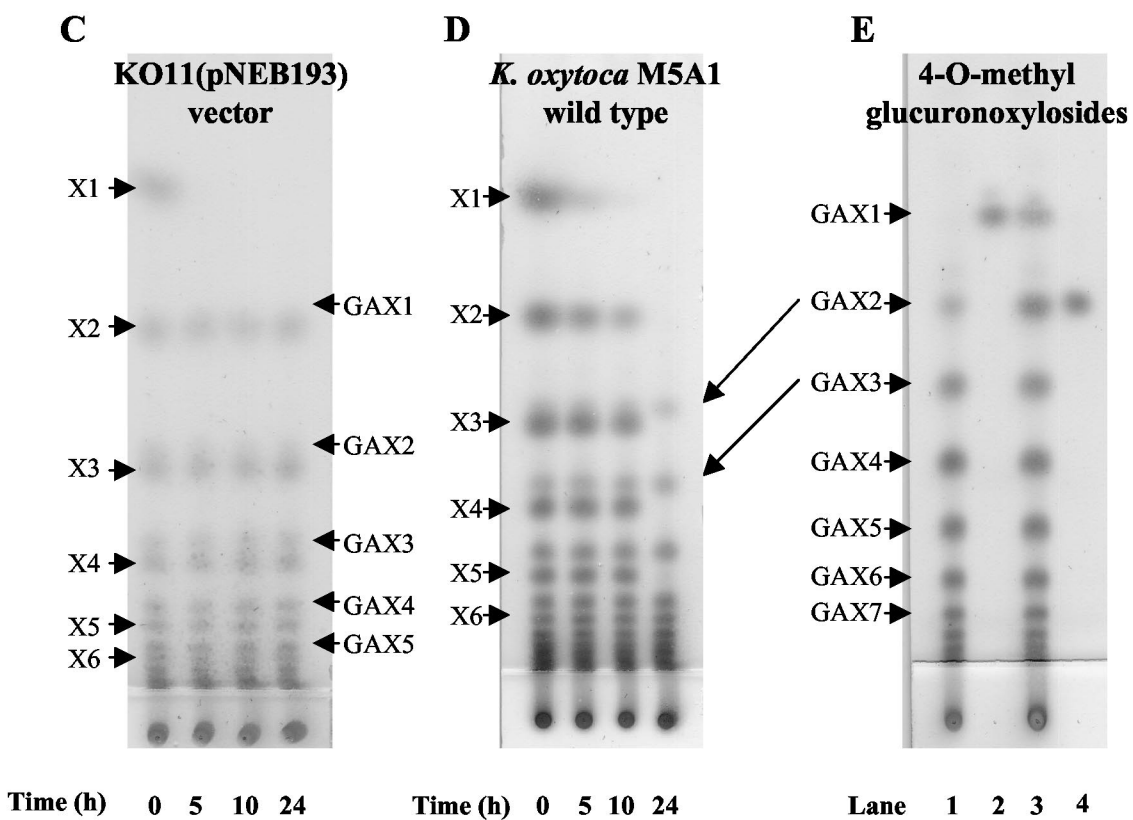 C
KO11(pNEB193)
vector
X1
X2
X3
X4
X5
X6
GAX1
GAX2
GAX3
GAX4
GAX5
Time (h) 0 5 10 24
D
K. oxytoca M5A1
wild type
X1
X2
X3
X4
X5
X6
Time (h) 0 5 10 24
E
4-O-methyl
glucuronoxylosides
GAX1
GAX2
GAX3
GAX4
GAX5
GAX6
GAX7
Lane 1 2 3 4